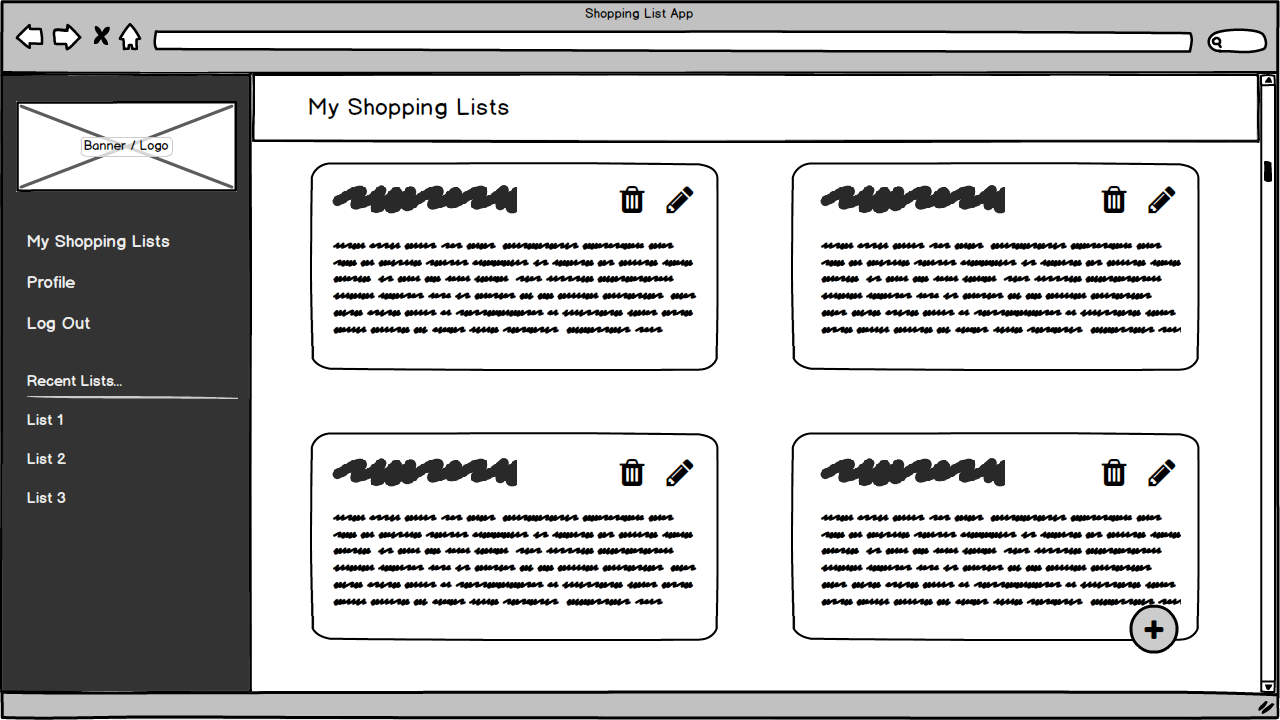 Shopping List App
Banner / Logo
My Shopping Lists
Profile
Log Out
Recent Lists...
List 1
List 2
List 3
My Shopping Lists